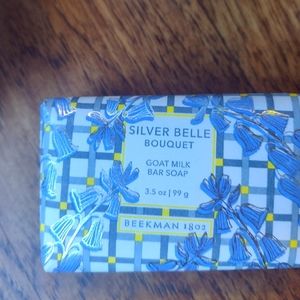 SILVER BELLE
BOUQUET
GOAT MILK
BAR SOAP
3.5 oz | 99 g
BEEKMAN 1802